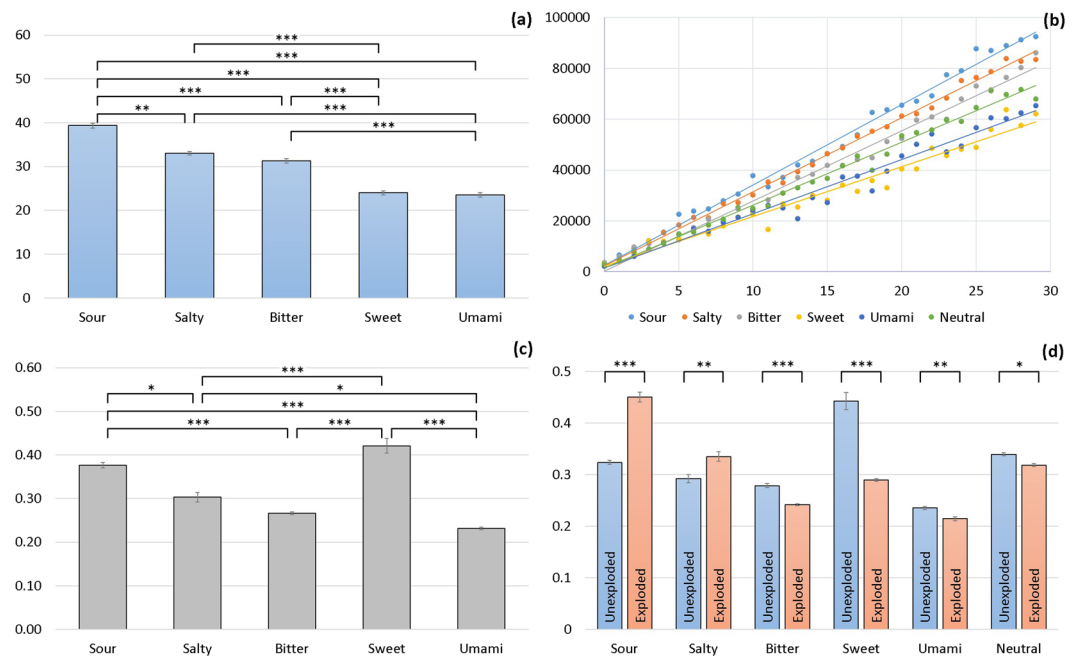 (a)
60
50
40
30
20
10
0
***
***
***
*** ***
** ***
***
Sour Salty Bitter Sweet Umami
(b)
100000
80000
60000
40000
20000
0
0 5 10 15 20 25 30
Sour Salty Bitter Sweet Umami Neutral
(c)
0.60
0.50
0.40
0.30
0.20
0.10
0.00
***
* *
***
*** *** ***
Sour Salty Bitter Sweet Umami
(d)
0.5
0.4
0.3
0.2
0.1
0
*** ** *** *** ** *
Unexploded Exploded Unexploded Exploded Unexploded Exploded Unexploded Exploded Unexploded Exploded Unexploded Exploded
Sour Salty Bitter Sweet Umami Neutral